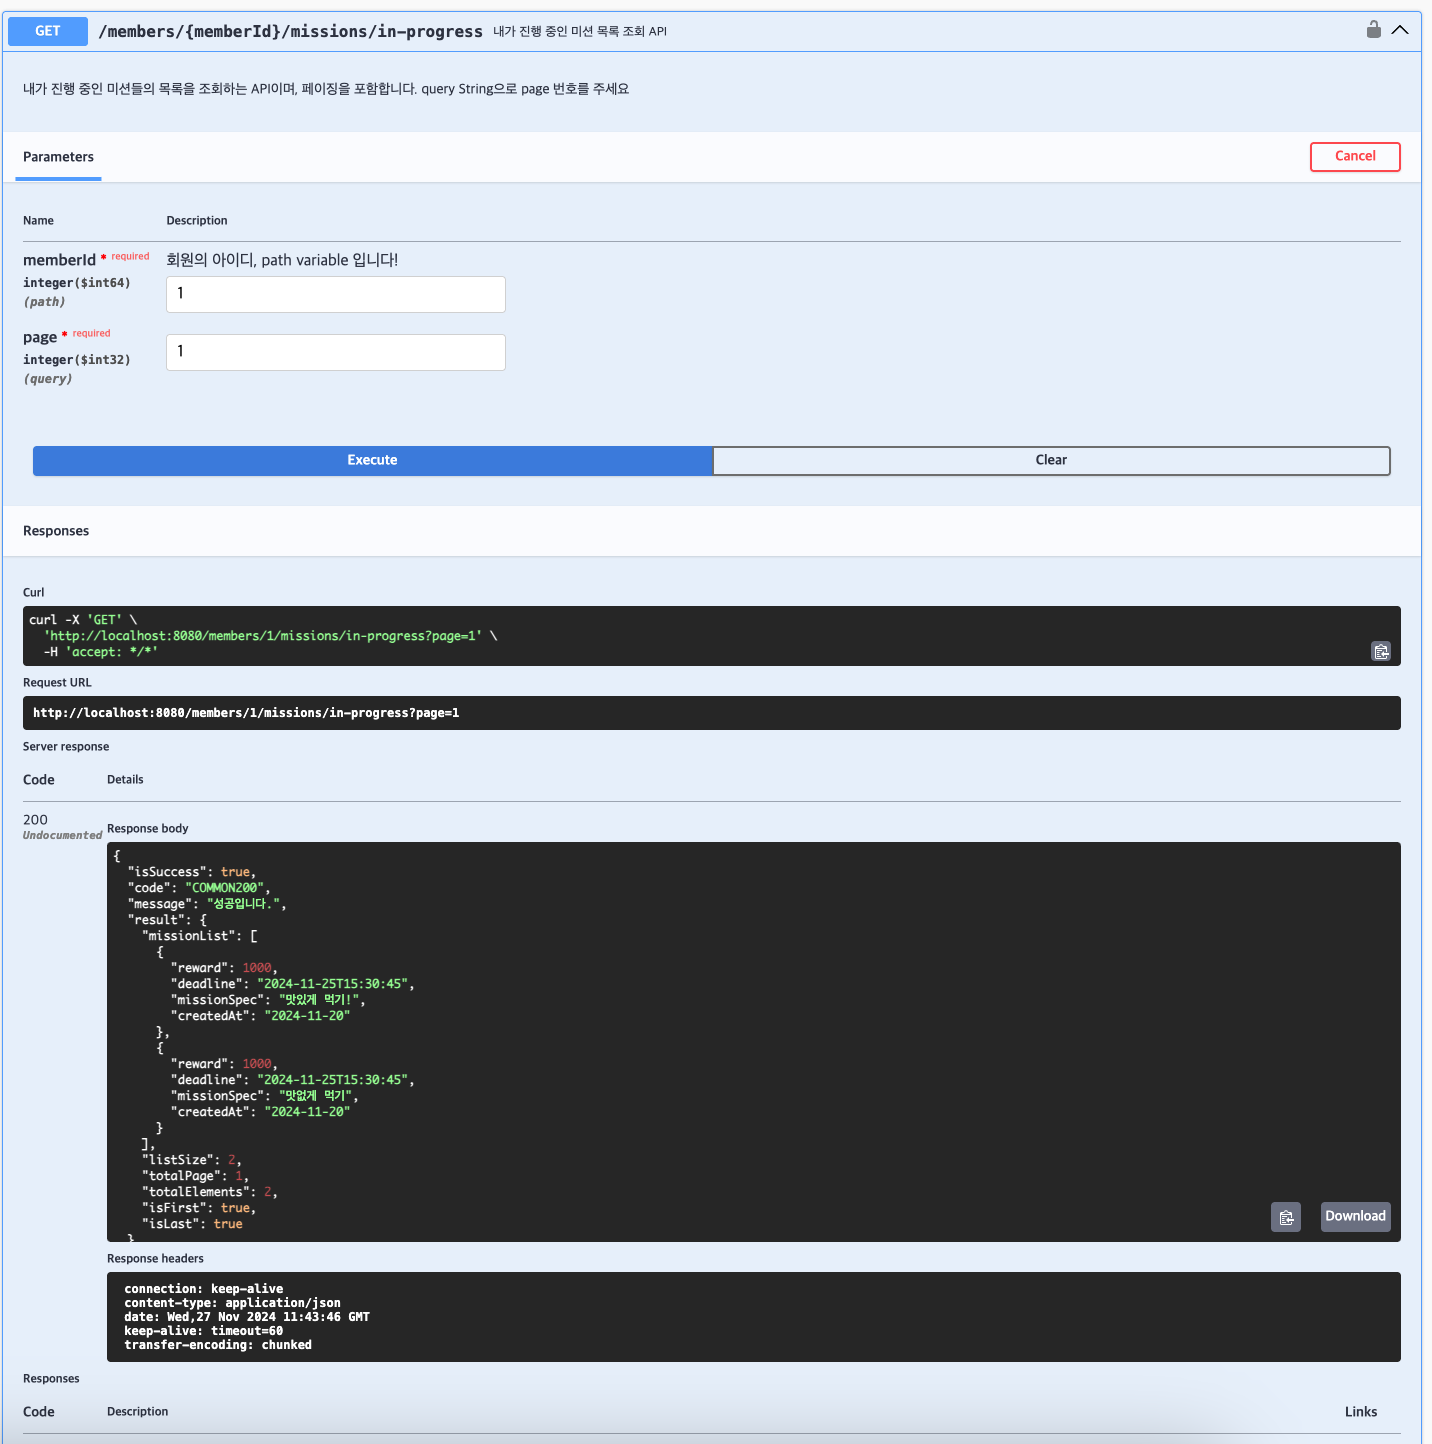 GET /members/{memberId}/missions/in-progress 내가 진행 중인 미션 목록 조회 API
내가 진행 중인 미션들의 목록을 조회하는 API이며, 페이징을 포함합니다. query String으로 page 번호를 주세요
Parameters
Cancel
Name Description
memberId * required 회원의 아이디, path variable 입니다!
integer($int64)
(path)
1
page * required
integer($int32)
(query)
1
Execute Clear
Responses
Curl
curl -X 'GET' \
'http://localhost:8080/members/1/missions/in-progress?page=1' \
-H 'accept: */*'
Request URL
http://localhost:8080/members/1/missions/in-progress?page=1
Server response
Code Details
200
Undocumented
Response body
{
"isSuccess": true,
"code": "COMMON200",
"message": "성공입니다.",
"result": {
"missionList": [
{
"reward": 1000,
"deadline": "2024-11-25T15:30:45",
"missionSpec": "맛있게 먹기!",
"createdAt": "2024-11-20"
},
{
"reward": 1000,
"deadline": "2024-11-25T15:30:45",
"missionSpec": "맛없게 먹기",
"createdAt": "2024-11-20"
}
],
"listSize": 2,
"totalPage": 1,
"totalElements": 2,
"isFirst": true,
"isLast": true
}
Download
Response headers
connection: keep-alive
content-type: application/json
date: Wed,27 Nov 2024 11:43:46 GMT
keep-alive: timeout=60
transfer-encoding: chunked
Responses
Code Description Links